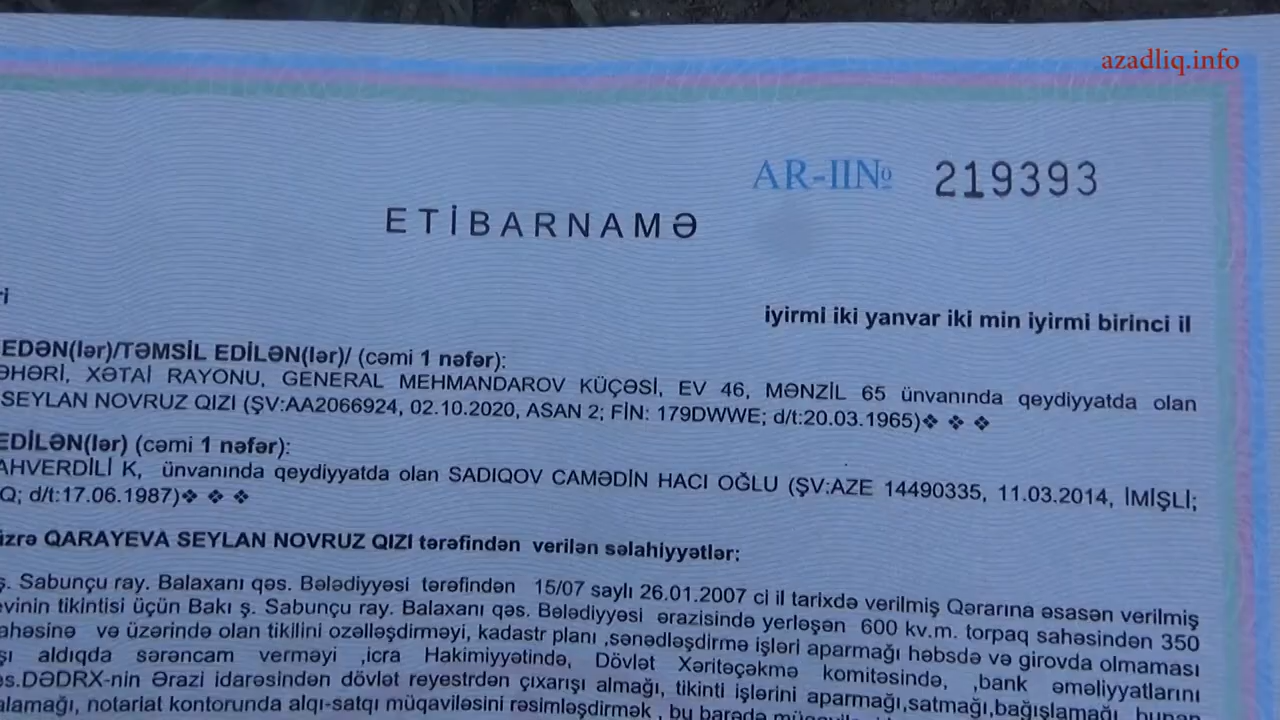 azadliq.info
AR-IIN⁠º 219393
ETİBARNAMƏ
iyirmi iki yanvar iki min iyirmi birinci il
EDƏN(lər)/TƏMSİL EDİLƏN(lər)/ (cəmi 1 nəfər):
ƏHƏRİ, XƏTAİ RAYONU, GENERAL MEHMANDAROV KÜÇƏSİ, EV 46, MƏNZİL 65 ünvanında qeydiyyatda olan
SEYLAN NOVRUZ QIZI (ŞV:AA2066924, 02.10.2020, ASAN 2; FİN: 179DWWE; d/t:20.03.1965)❖ ❖ ❖
EDİLƏN(lər) (cəmi 1 nəfər):
AHVERDİLİ K, ünvanında qeydiyyatda olan SADIQOV CAMƏDİN HACI OĞLU (ŞV:AZE 14490335, 11.03.2014, İMİŞLİ;
Q; d/t:17.06.1987)❖ ❖ ❖
üzrə QARAYEVA SEYLAN NOVRUZ QIZI tərəfindən verilən səlahiyyətlər:
ş. Sabunçu ray. Balaxanı qəs. Bələdiyyəsi tərəfindən 15/07 saylı 26.01.2007 ci il tarixdə verilmiş Qərarına əsasən verilmiş
evinin tikintisi üçün Bakı ş. Sabunçu ray. Balaxanı qəs. Bələdiyyəsi ərazisində yerləşən 600 kv.m. torpaq sahəsindən 350
ahəsinə və üzərində olan tikilini özəlləşdirməyi, kadastr planı ,sənədləşdirmə işləri aparmağı həbsdə və girovda olmaması
şı aldıqda sərəncam verməyi ,icra Hakimiyyətində, Dövlət Xəritəçəkmə komitəsində, ,bank əməliyyatlarını
əs.DƏDRX-nin Ərazi idarəsindən dövlət reyestrdən çıxarışı almağı, tikinti işlərini aparmağı,satmağı,bağışlamağı, bunan
alamağı, notariat kontorunda alqı-satqı müqaviləsini rəsimləşdirmək , bu barədə